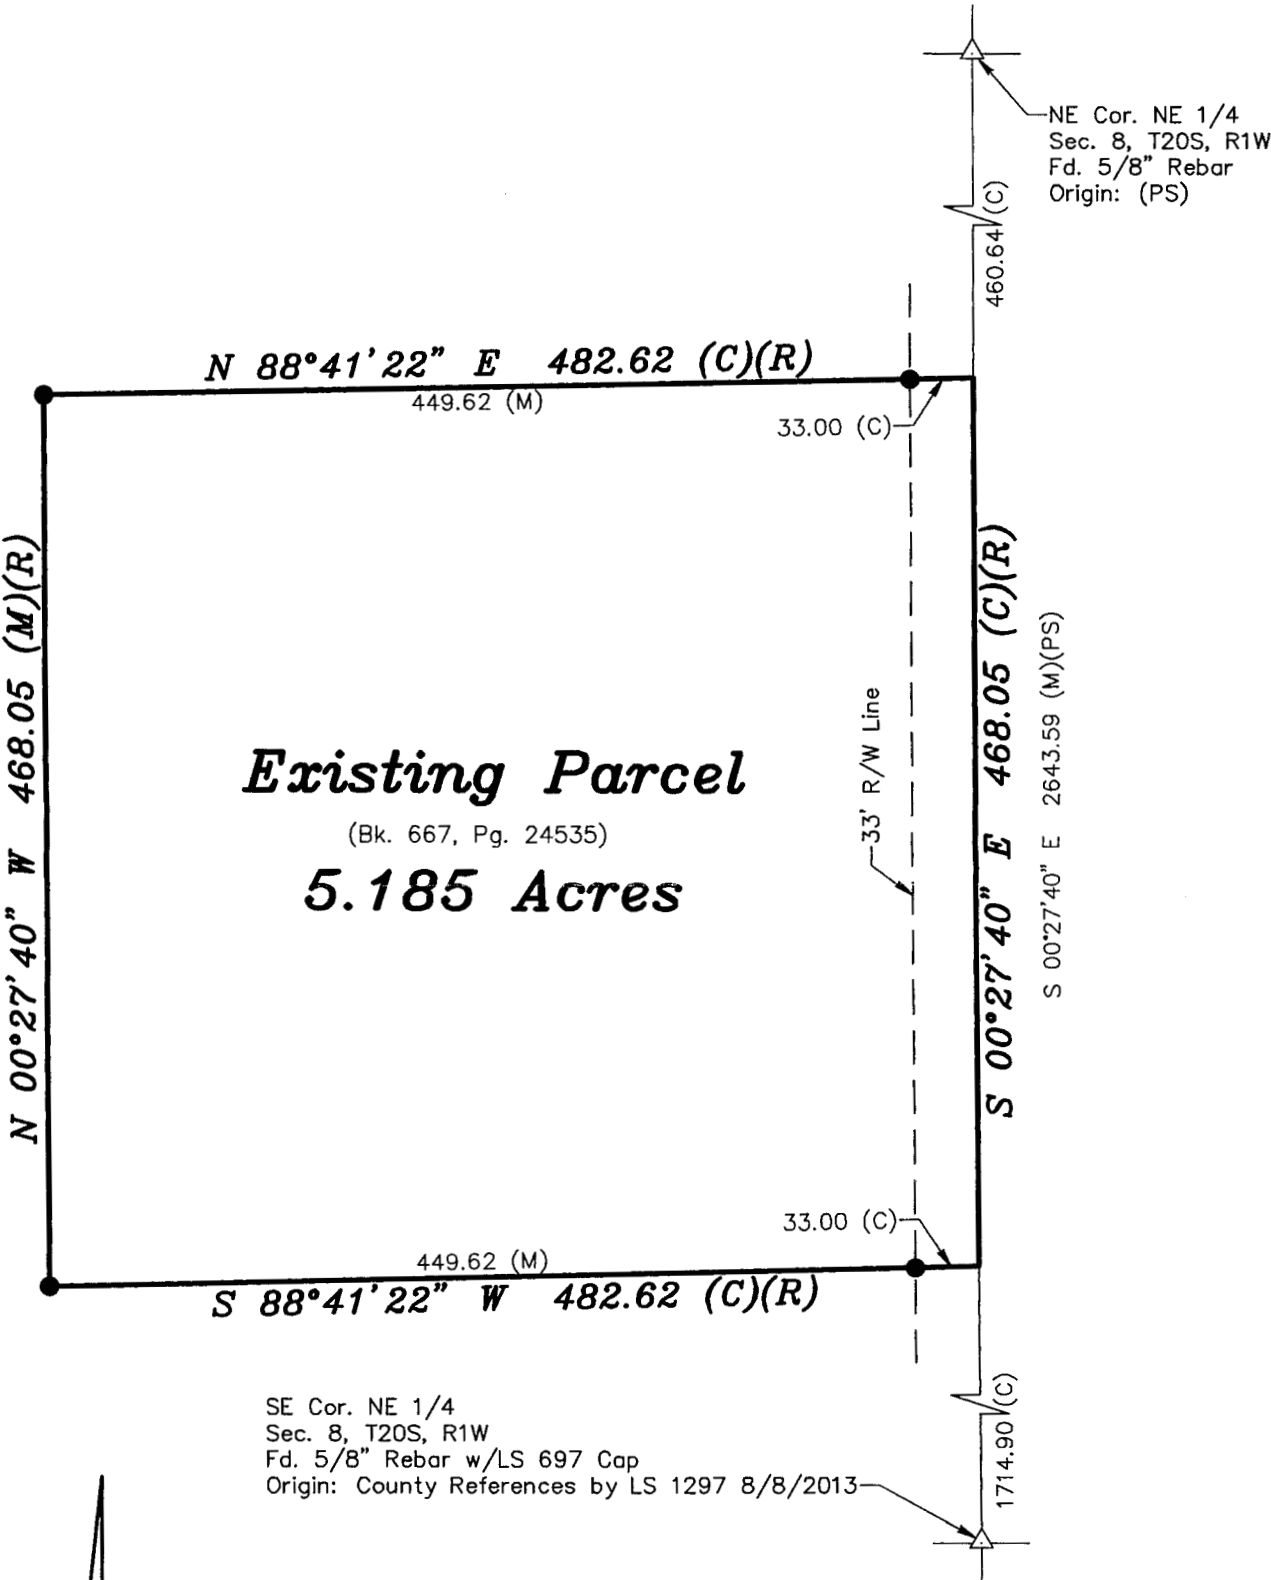 NE Cor. NE 1/4
Sec. 8, T20S, R1W
Fd. 5/8" Rebar
Origin: (PS)
460.64 (C)
N 88°41'22" E 482.62 (C)(R)
449.62 (M)
33.00 (C)
N 00°27'40" W 468.05 (M)(R)
S 00°27'40" E 468.05 (C)(R)
S 00°27'40" E 2643.59 (M)(PS)
33' R/W Line
Existing Parcel
(Bk. 667, Pg. 24535)
5.185 Acres
33.00 (C)
449.62 (M)
S 88°41'22" W 482.62 (C)(R)
SE Cor. NE 1/4
Sec. 8, T20S, R1W
Fd. 5/8" Rebar w/LS 697 Cap
Origin: County References by LS 1297 8/8/2013
1714.90 (C)